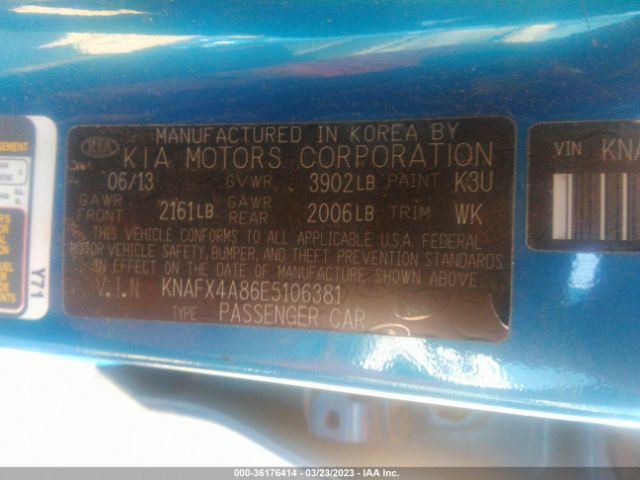 MANUFACTURED IN KOREA BY
KIA
KIA MOTORS CORPORATION
06/13 GVWR 3902LB PAINT K3U
GAWR FRONT 2161LB GAWR REAR 2006LB TRIM WK
THIS VEHICLE CONFORMS TO ALL APPLICABLE U.S.A. FEDERAL
MOTOR VEHICLE SAFETY, BUMPER, AND THEFT PREVENTION STANDARDS
IN EFFECT ON THE DATE OF MANUFACTURE SHOWN ABOVE
V.I.N KNAFX4A86E5106381
TYPE PASSENGER CAR
Y71
VIN KNA
000-36176414 — 03/23/2023 — IAA Inc.